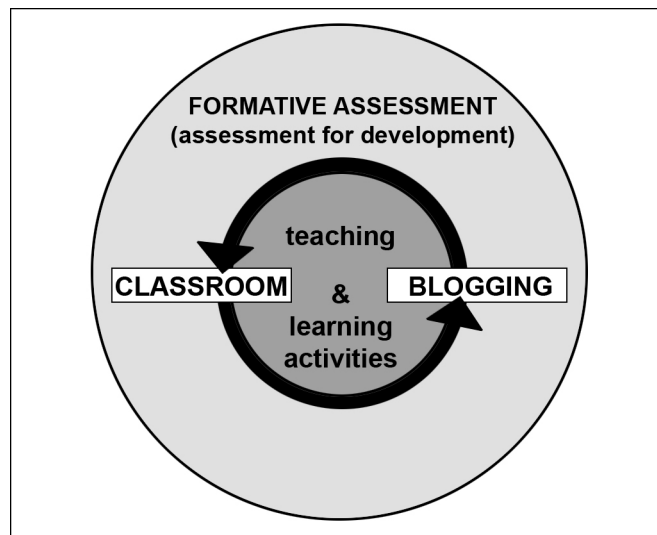 FORMATIVE ASSESSMENT
(assessment for development)
teaching
CLASSROOM
BLOGGING
&
learning
activities